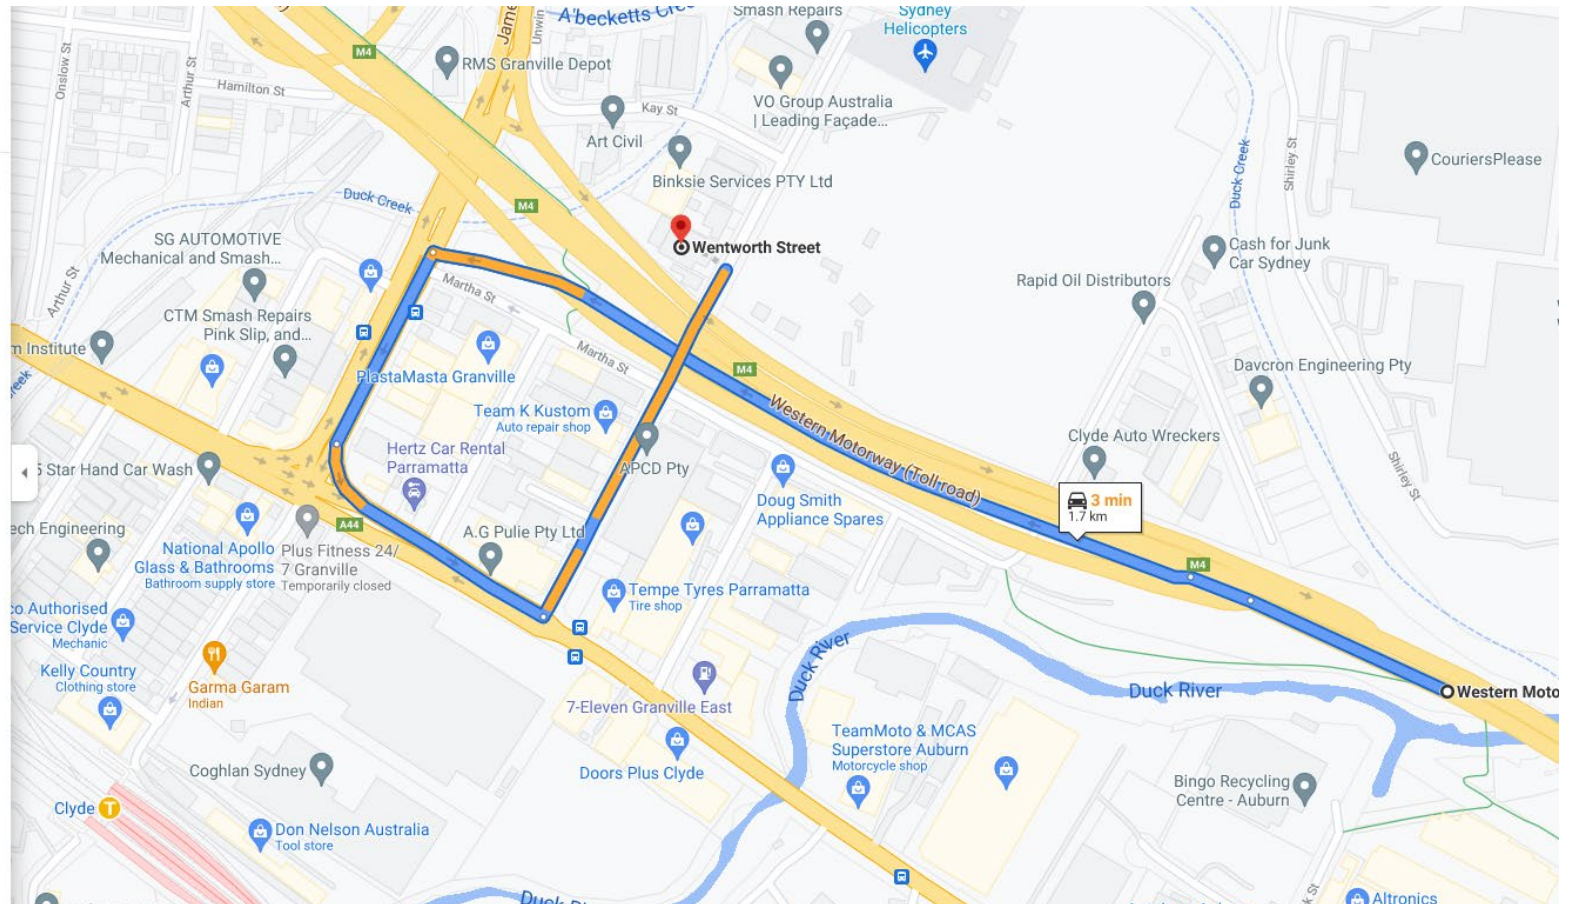 A'becketts Cre
Smash Repairs
Sydney
Helicopters
Jame
Unwin
Onslow St
Arthur St
Hamilton St
M4
RMS Granville Depot
VO Group Australia
| Leading Façade...
Kay St
Art Civil
Binksie Services PTY Ltd
Duck Creek
Shirley St
CouriersPlease
Duck Creek
M4
SG AUTOMOTIVE
Mechanical and Smash...
Wentworth Street
Cash for Junk
Car Sydney
Rapid Oil Distributors
Arthur St
Martha St
CTM Smash Repairs
Pink Slip, and...
m Institute
Martha St
M4
Davcron Engineering Pty
reek
PlastaMasta Granville
Team K Kustom
Auto repair shop
Western Motorway (Toll road)
Clyde Auto Wreckers
Hertz Car Rental
Parramatta
5 Star Hand Car Wash
APCD Pty
Shirley St
Doug Smith
Appliance Spares
3 min
1.7 km
ech Engineering
A44
A.G Pulie Pty Ltd
National Apollo
Glass & Bathrooms
Bathroom supply store
Plus Fitness 24/
7 Granville
Temporarily closed
M4
Tempe Tyres Parramatta
Tire shop
co Authorised
Service Clyde
Mechanic
Kelly Country
Clothing store
Garma Garam
Indian
Duck River
Duck River
Western Moto
7-Eleven Granville East
TeamMoto & MCAS
Superstore Auburn
Motorcycle shop
Coghlan Sydney
Doors Plus Clyde
Bingo Recycling
Centre - Auburn
Clyde
T
Don Nelson Australia
Tool store
Duck Ri
k St
Altronics